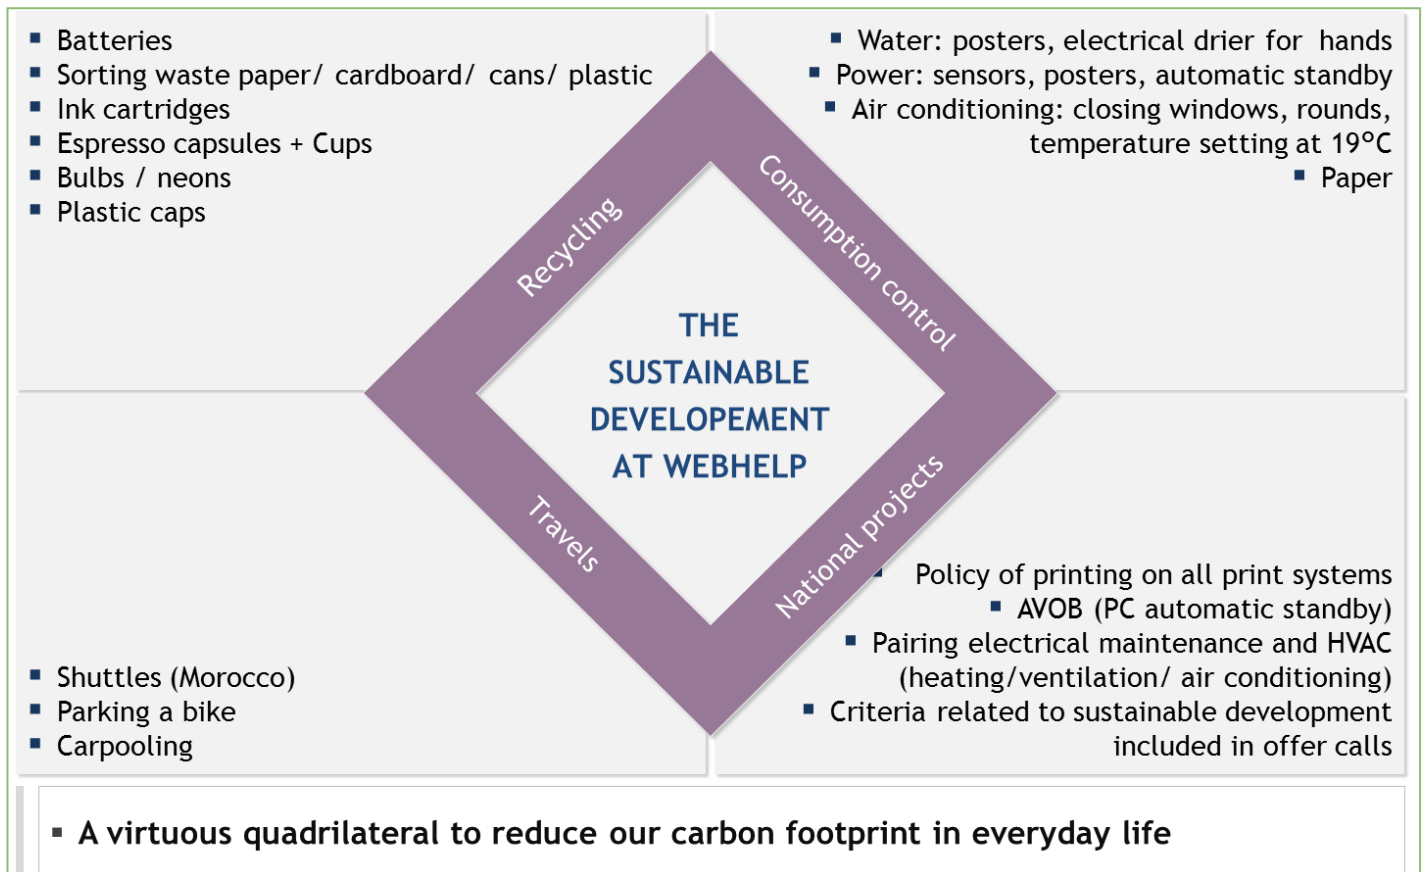 Batteries
Sorting waste paper/ cardboard/ cans/ plastic
Ink cartridges
Espresso capsules + Cups
Bulbs / neons
Plastic caps
Water: posters, electrical drier for hands
Power: sensors, posters, automatic standby
Air conditioning: closing windows, rounds,
temperature setting at 19°C
Paper
Recycling
Consumption control
THE
SUSTAINABLE
DEVELOPEMENT
AT WEBHELP
Travels
National projects
Shuttles (Morocco)
Parking a bike
Carpooling
Policy of printing on all print systems
AVOB (PC automatic standby)
Pairing electrical maintenance and HVAC
(heating/ventilation/ air conditioning)
Criteria related to sustainable development
included in offer calls
A virtuous quadrilateral to reduce our carbon footprint in everyday life